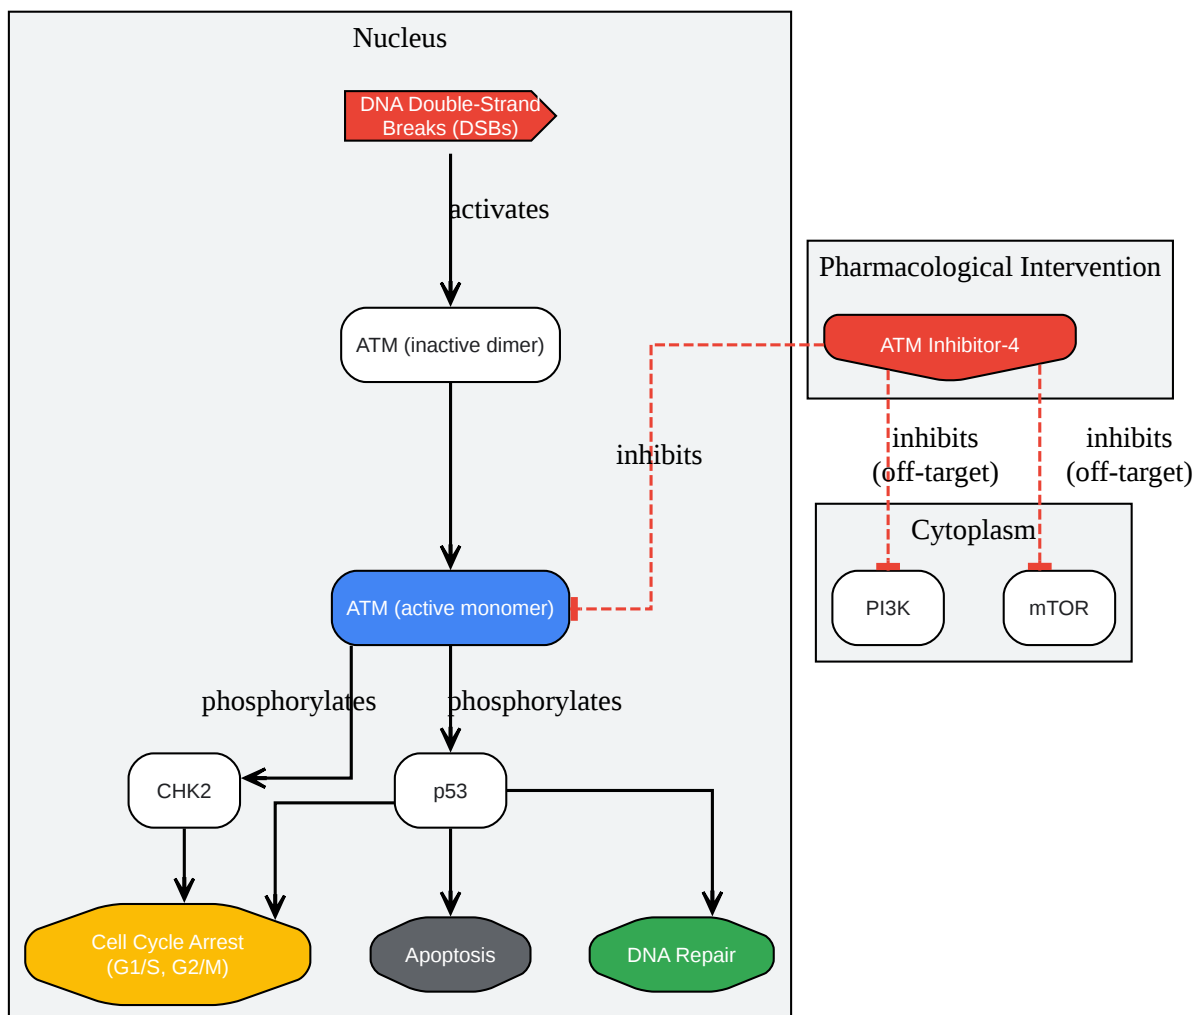 Nucleus
DNA Double-Strand
Breaks (DSBs)
activates
ATM (inactive dimer)
Pharmacological Intervention
ATM Inhibitor-4
inhibits
inhibits
(off-target)
inhibits
(off-target)
Cytoplasm
PI3K
mTOR
ATM (active monomer)
phosphorylates
phosphorylates
CHK2
p53
Cell Cycle Arrest
(G1/S, G2/M)
Apoptosis
DNA Repair